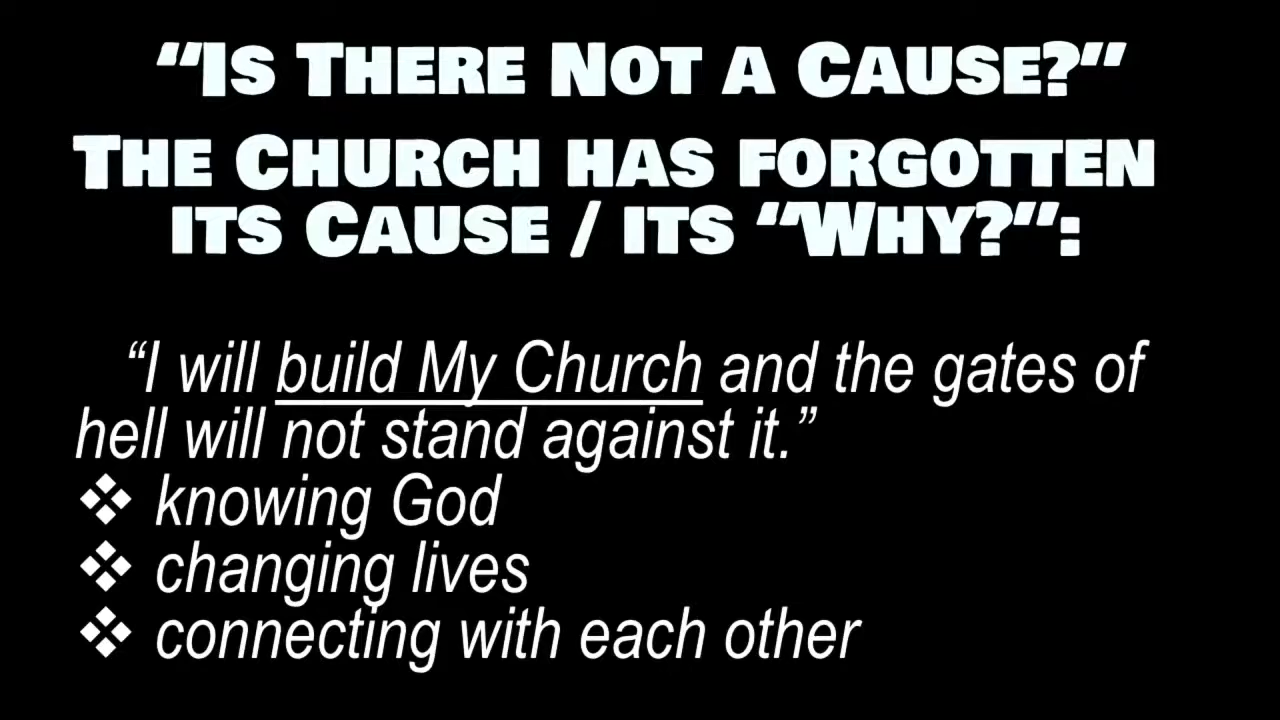 “Is There Not a Cause?”
The Church has forgotten
its Cause / its “Why?”:
“I will build My Church and the gates of
hell will not stand against it.”
❖ knowing God
❖ changing lives
❖ connecting with each other